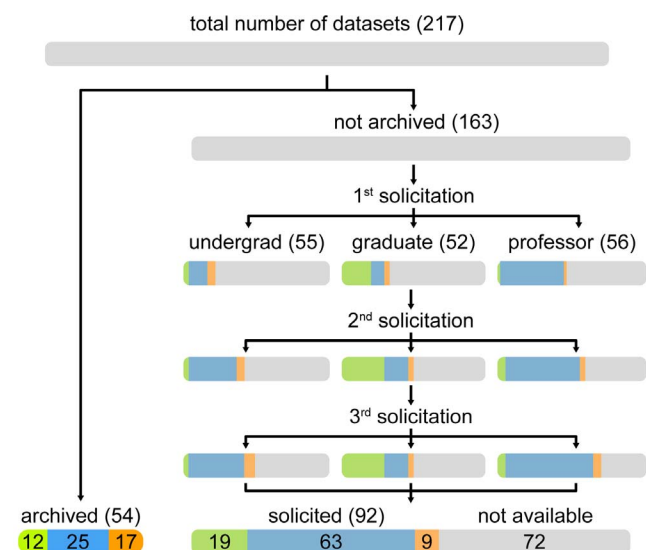 total number of datasets (217)
not archived (163)
1st solicitation
undergrad (55) graduate (52) professor (56)
2nd solicitation
3rd solicitation
archived (54) solicited (92) not available
12 25 17 19 63 9 72